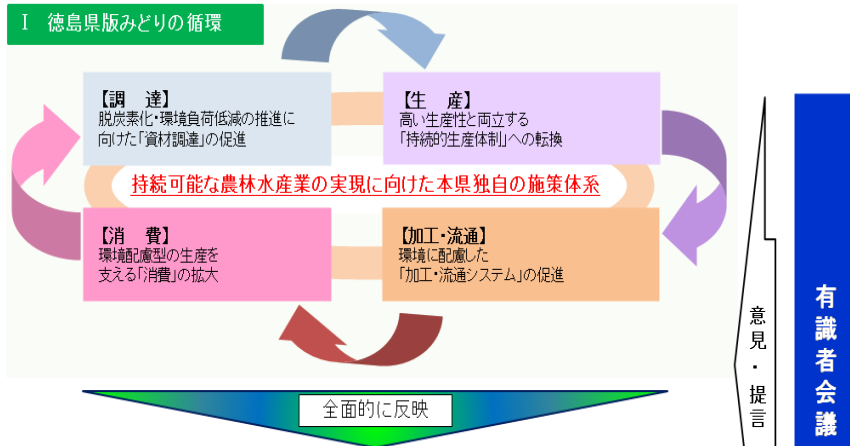 Ⅰ 徳島県版みどりの循環
【調　達】
脱炭素化・環境負荷低減の推進に
向けた「資材調達」の促進
【生　産】
高い生産性と両立する
「持続的生産体制」への転換
持続可能な農林水産業の実現に向けた本県独自の施策体系
【消　費】
環境配慮型の生産を
支える「消費」の拡大
【加工・流通】
環境に配慮した
「加工・流通システム」の促進
全面的に反映
意見・提言
有識者会議